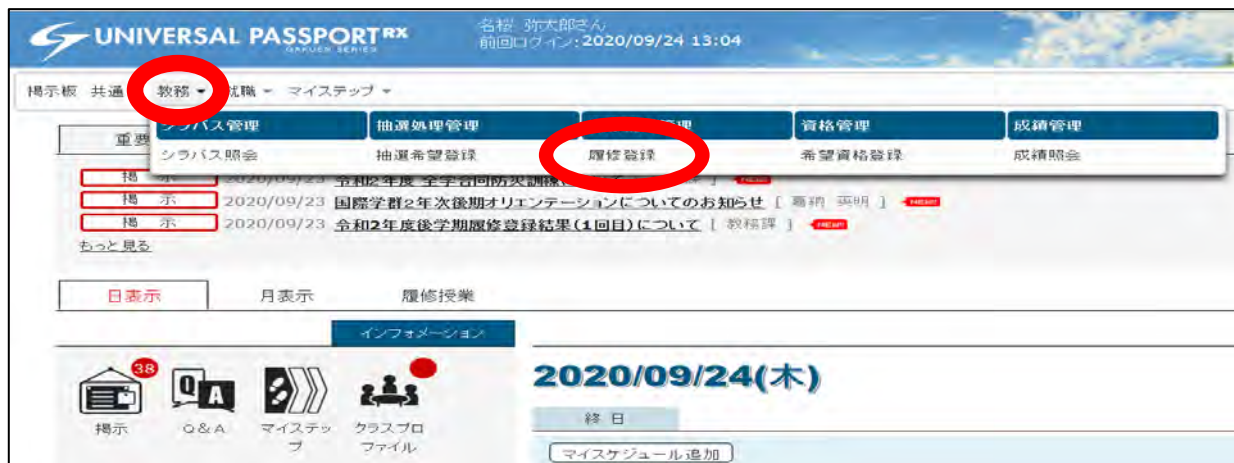 UNIVERSAL PASSPORT RX
GAKUEN SERIES
名桜 弥太郎さん
前回ログイン:2020/09/24 13:04
掲示板 共通 教務 就職 マイステップ
シラバス管理 抽選処理管理 管理 資格管理 成績管理
シラバス照会 抽選希望登録 履修登録 希望資格登録 成績照会
重要
掲示 2020/09/23 令和2年度 全学合同防災訓練に ] NEW
掲示 2020/09/23 国際学群2年次後期オリエンテーションについてのお知らせ [ 英明 ] NEW
掲示 2020/09/23 令和2年度後学期履修登録結果(1回目)について [ 教務課 ] NEW
もっと見る
日表示 月表示 履修授業
インフォメーション
38
掲示 Q&A マイステップ クラスプロファイル
2020/09/24(木)
終日
マイスケジュール追加